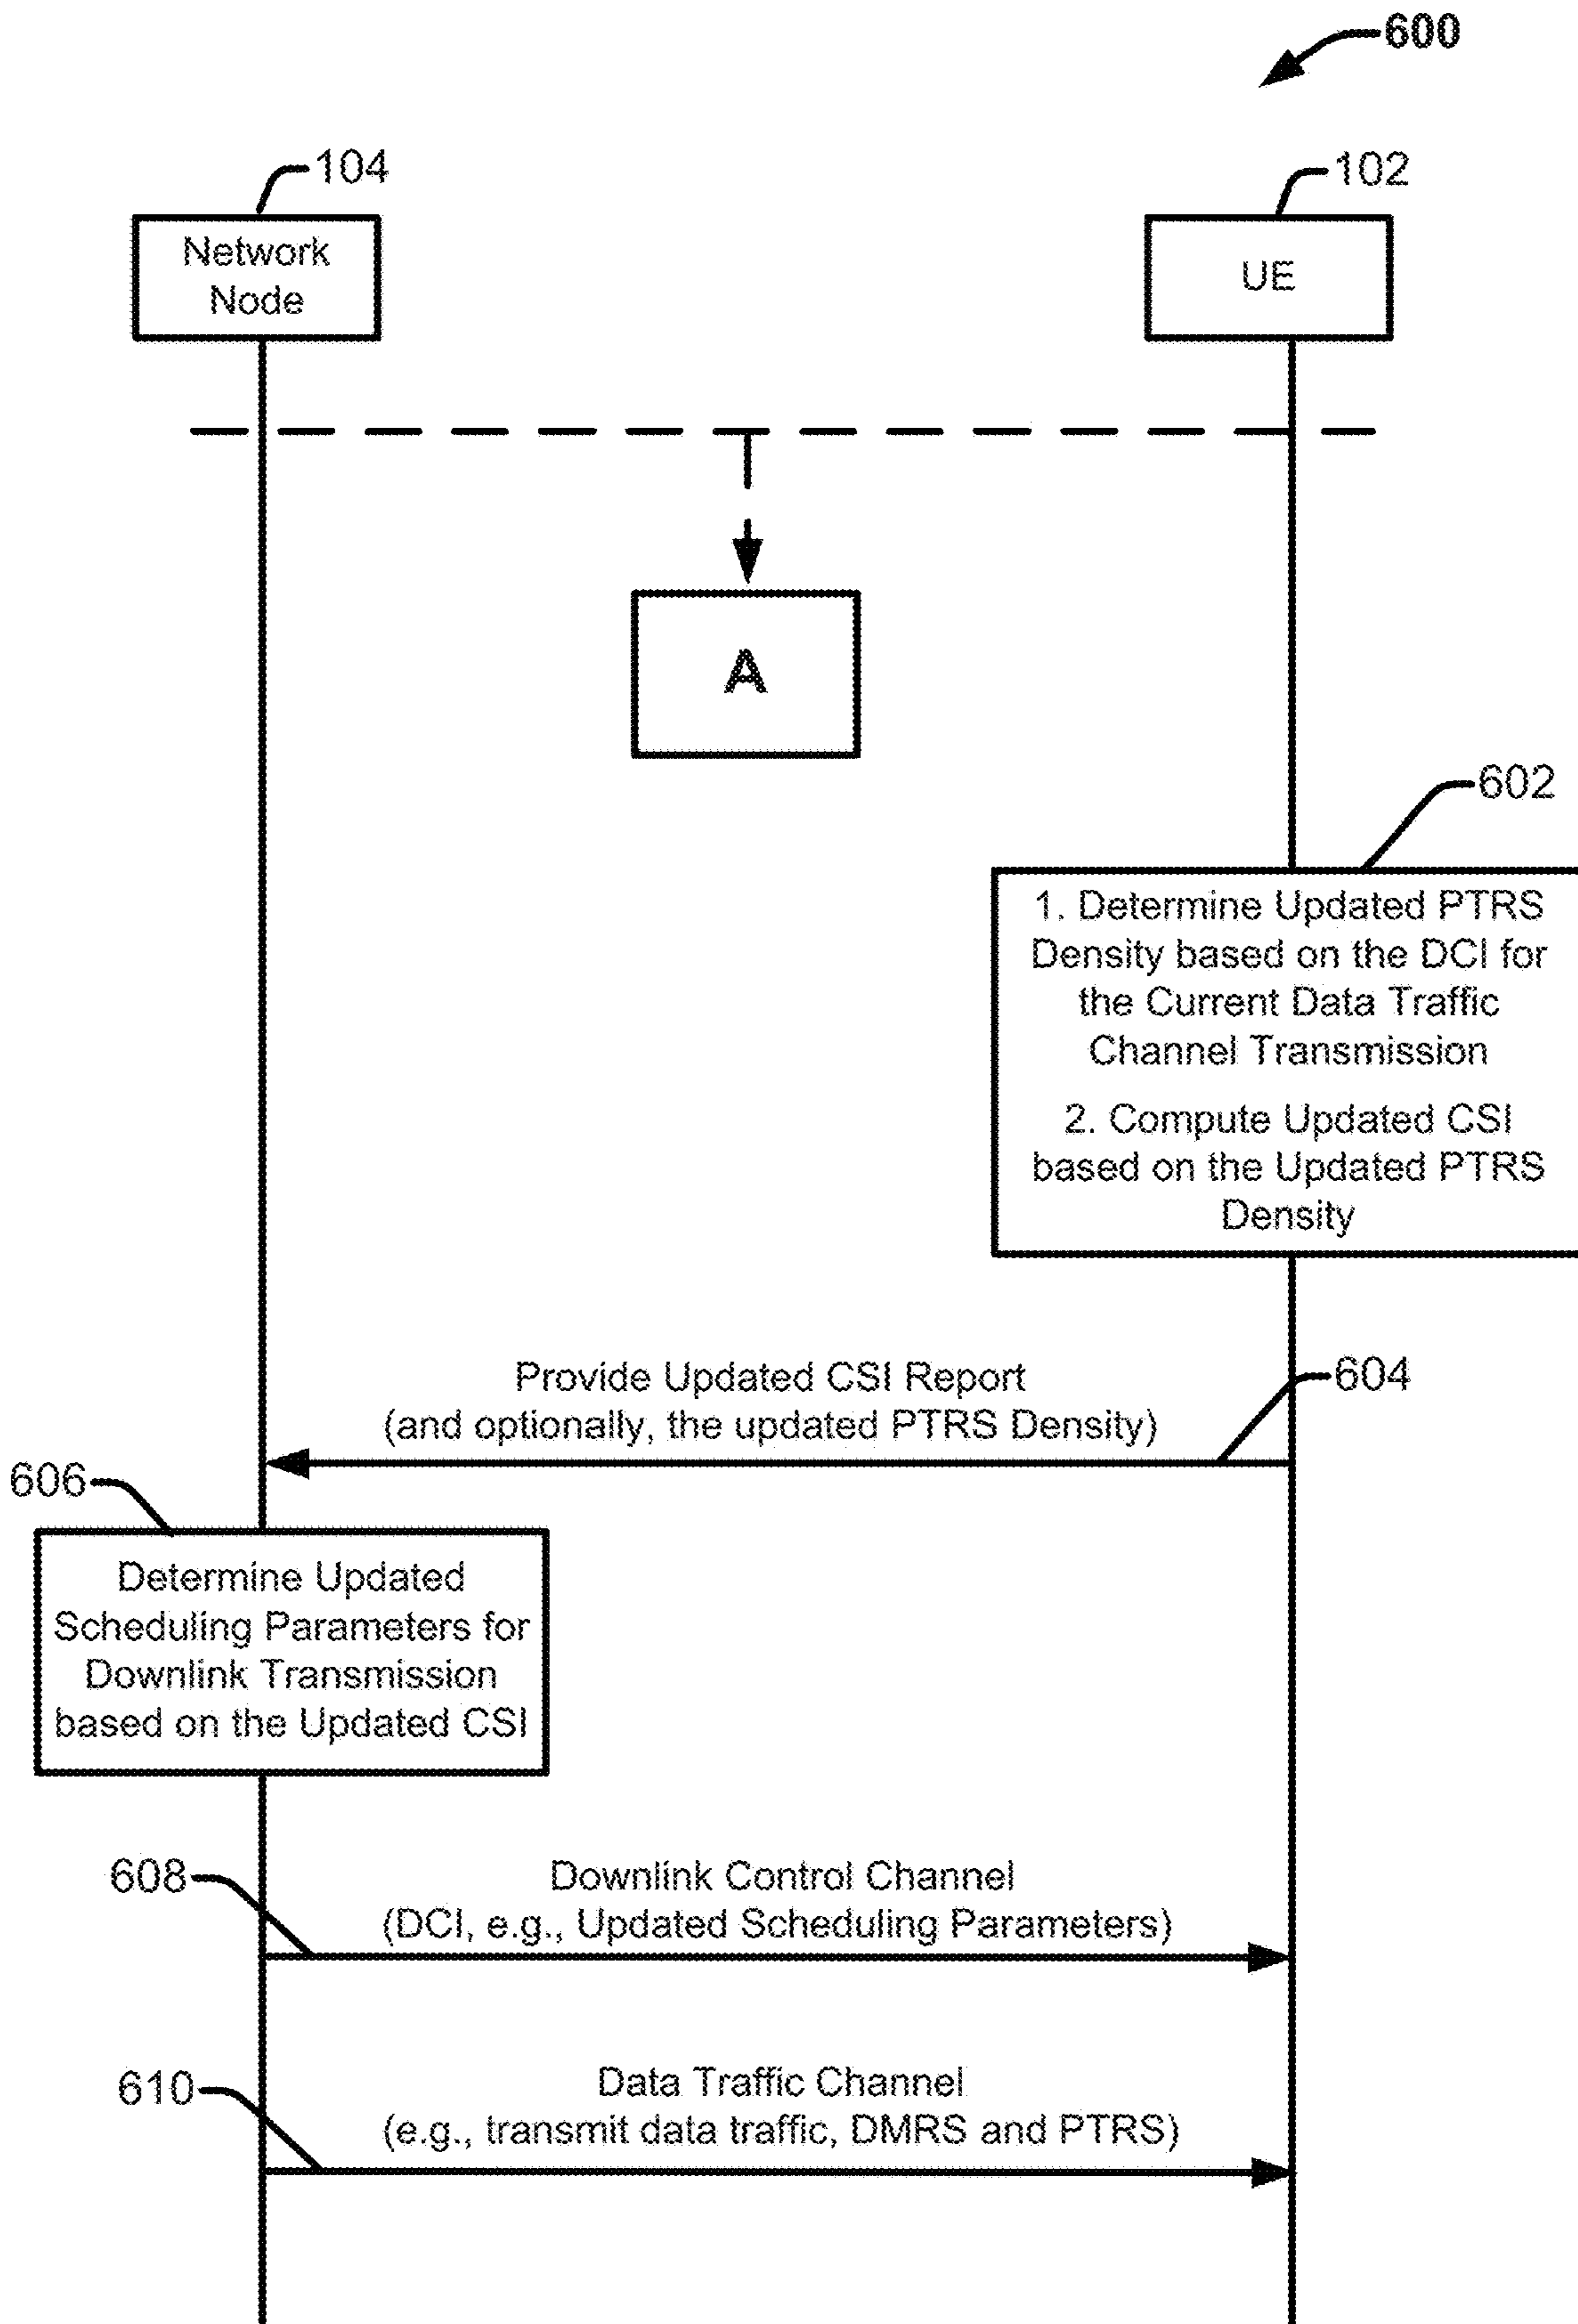 600
104
102
Network
Node
UE
A
602
1. Determine Updated PTRS
Density based on the DCI for
the Current Data Traffic
Channel Transmission
2. Compute Updated CSI
based on the Updated PTRS
Density
Provide Updated CSI Report
(and optionally, the updated PTRS Density)
604
606
Determine Updated
Scheduling Parameters for
Downlink Transmission
based on the Updated CSI
608
Downlink Control Channel
(DCI, e.g., Updated Scheduling Parameters)
610
Data Traffic Channel
(e.g., transmit data traffic, DMRS and PTRS)